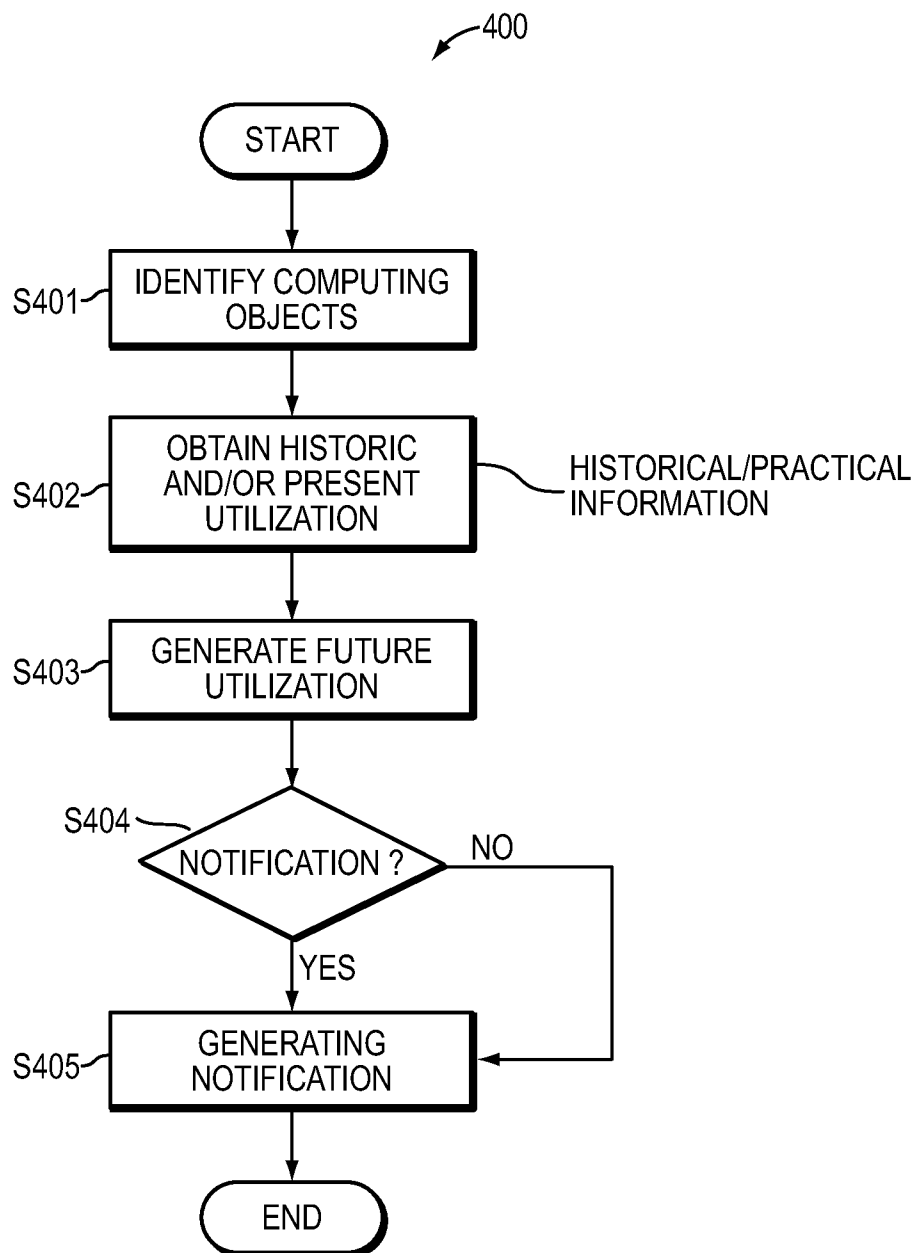 400
START
S401
IDENTIFY COMPUTING
OBJECTS
S402
OBTAIN HISTORIC
AND/OR PRESENT
UTILIZATION
HISTORICAL/PRACTICAL
INFORMATION
S403
GENERATE FUTURE
UTILIZATION
S404
NOTIFICATION ?
NO
YES
S405
GENERATING
NOTIFICATION
END